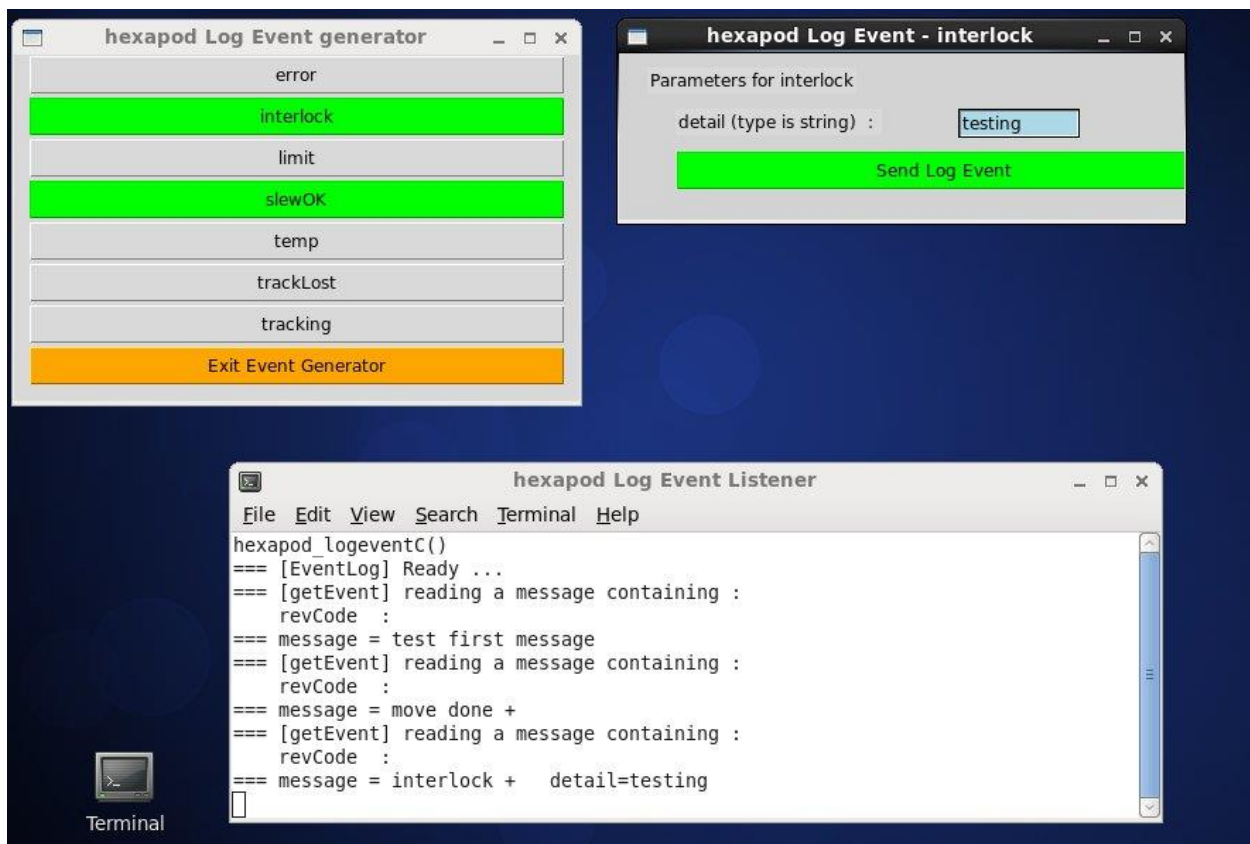 hexapod Log Event generator
error
interlock
limit
slewOK
temp
trackLost
tracking
Exit Event Generator
hexapod Log Event - interlock
Parameters for interlock
detail (type is string) : testing
Send Log Event
hexapod Log Event Listener
File Edit View Search Terminal Help
hexapod_logeventC()
=== [EventLog] Ready ...
=== [getEvent] reading a message containing :
revCode :
=== message = test first message
=== [getEvent] reading a message containing :
revCode :
=== message = move done +
=== [getEvent] reading a message containing :
revCode :
=== message = interlock + detail=testing
Terminal